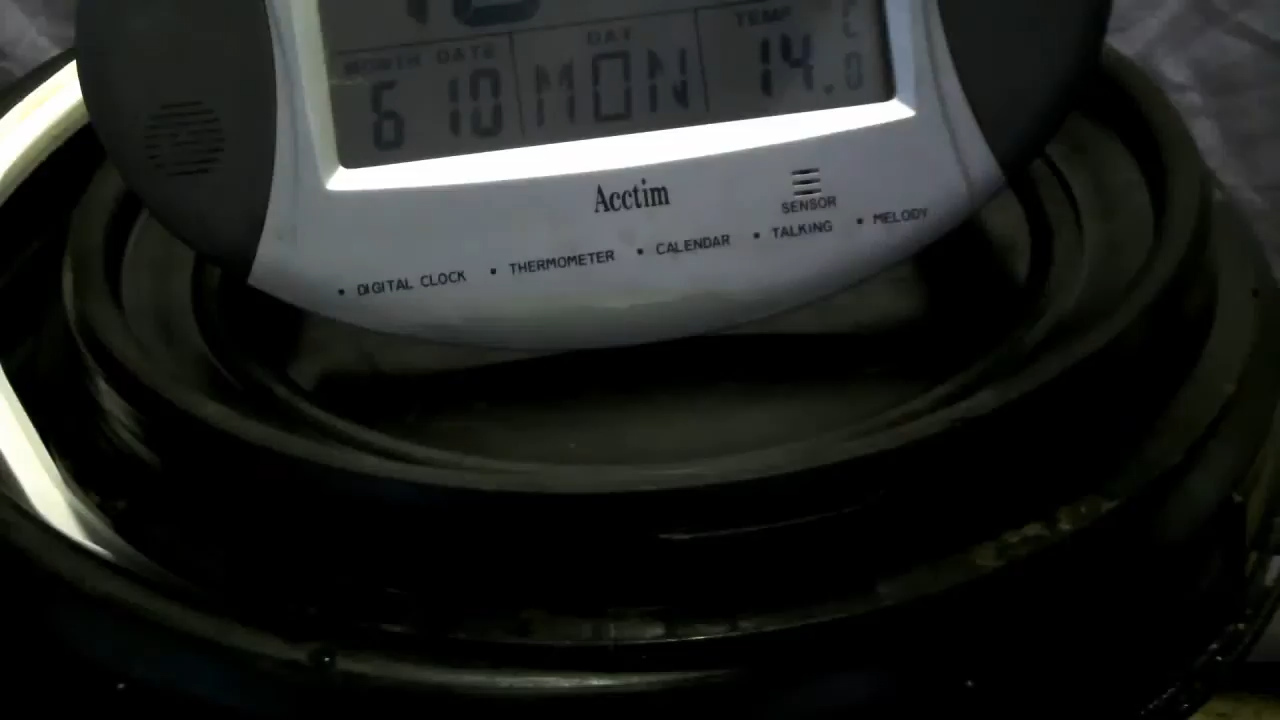 MONTH DATE DAY TEMP C
6 10 MON 14.0
Acctim
SENSOR
• DIGITAL CLOCK • THERMOMETER • CALENDAR • TALKING • MELODY